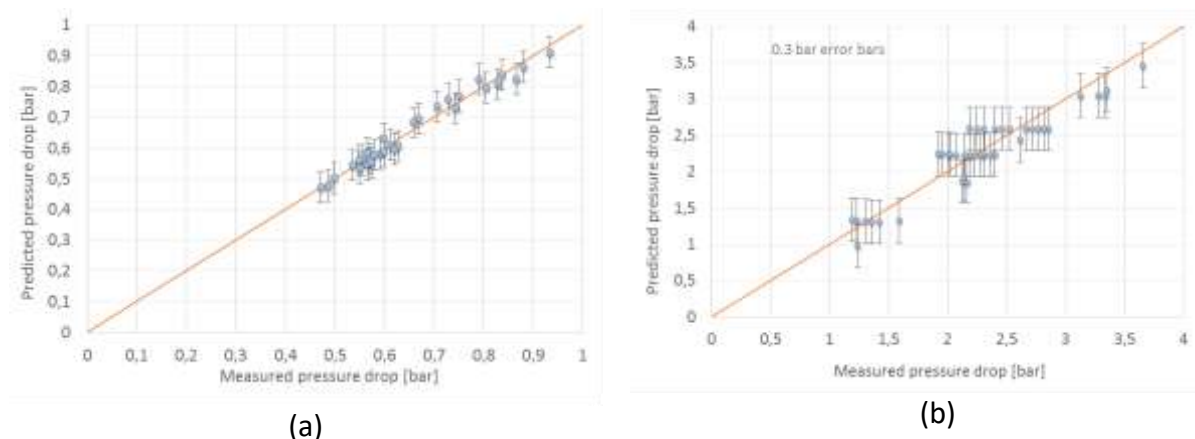 1
0,9
0,8
0,7
0,6
0,5
0,4
0,3
0,2
0,1
0
Predicted pressure drop [bar]
0 0,1 0,2 0,3 0,4 0,5 0,6 0,7 0,8 0,9 1
Measured pressure drop [bar]
(a)
4
3,5
3
2,5
2
1,5
1
0,5
0
Predicted pressure drop [bar]
0.3 bar error bars
0 0,5 1 1,5 2 2,5 3 3,5 4
Measured pressure drop [bar]
(b)